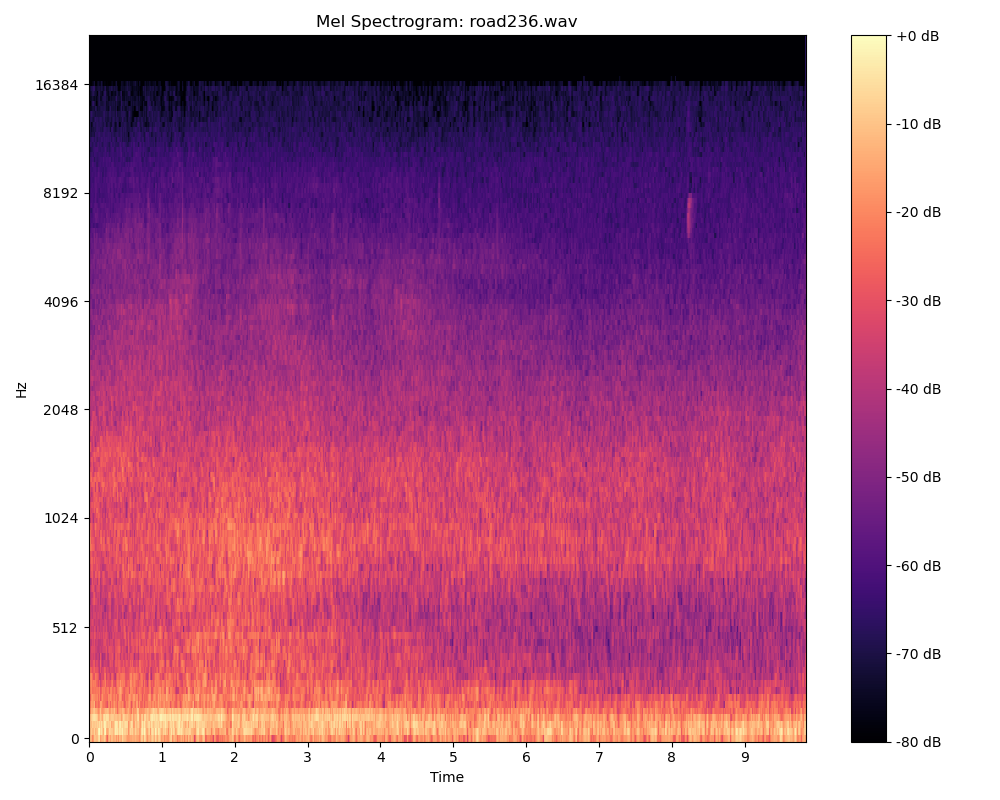 Mel Spectrogram: road236.wav
Hz
16384
8192
4096
2048
1024
512
0
0 1 2 3 4 5 6 7 8 9
Time
+0 dB
-10 dB
-20 dB
-30 dB
-40 dB
-50 dB
-60 dB
-70 dB
-80 dB